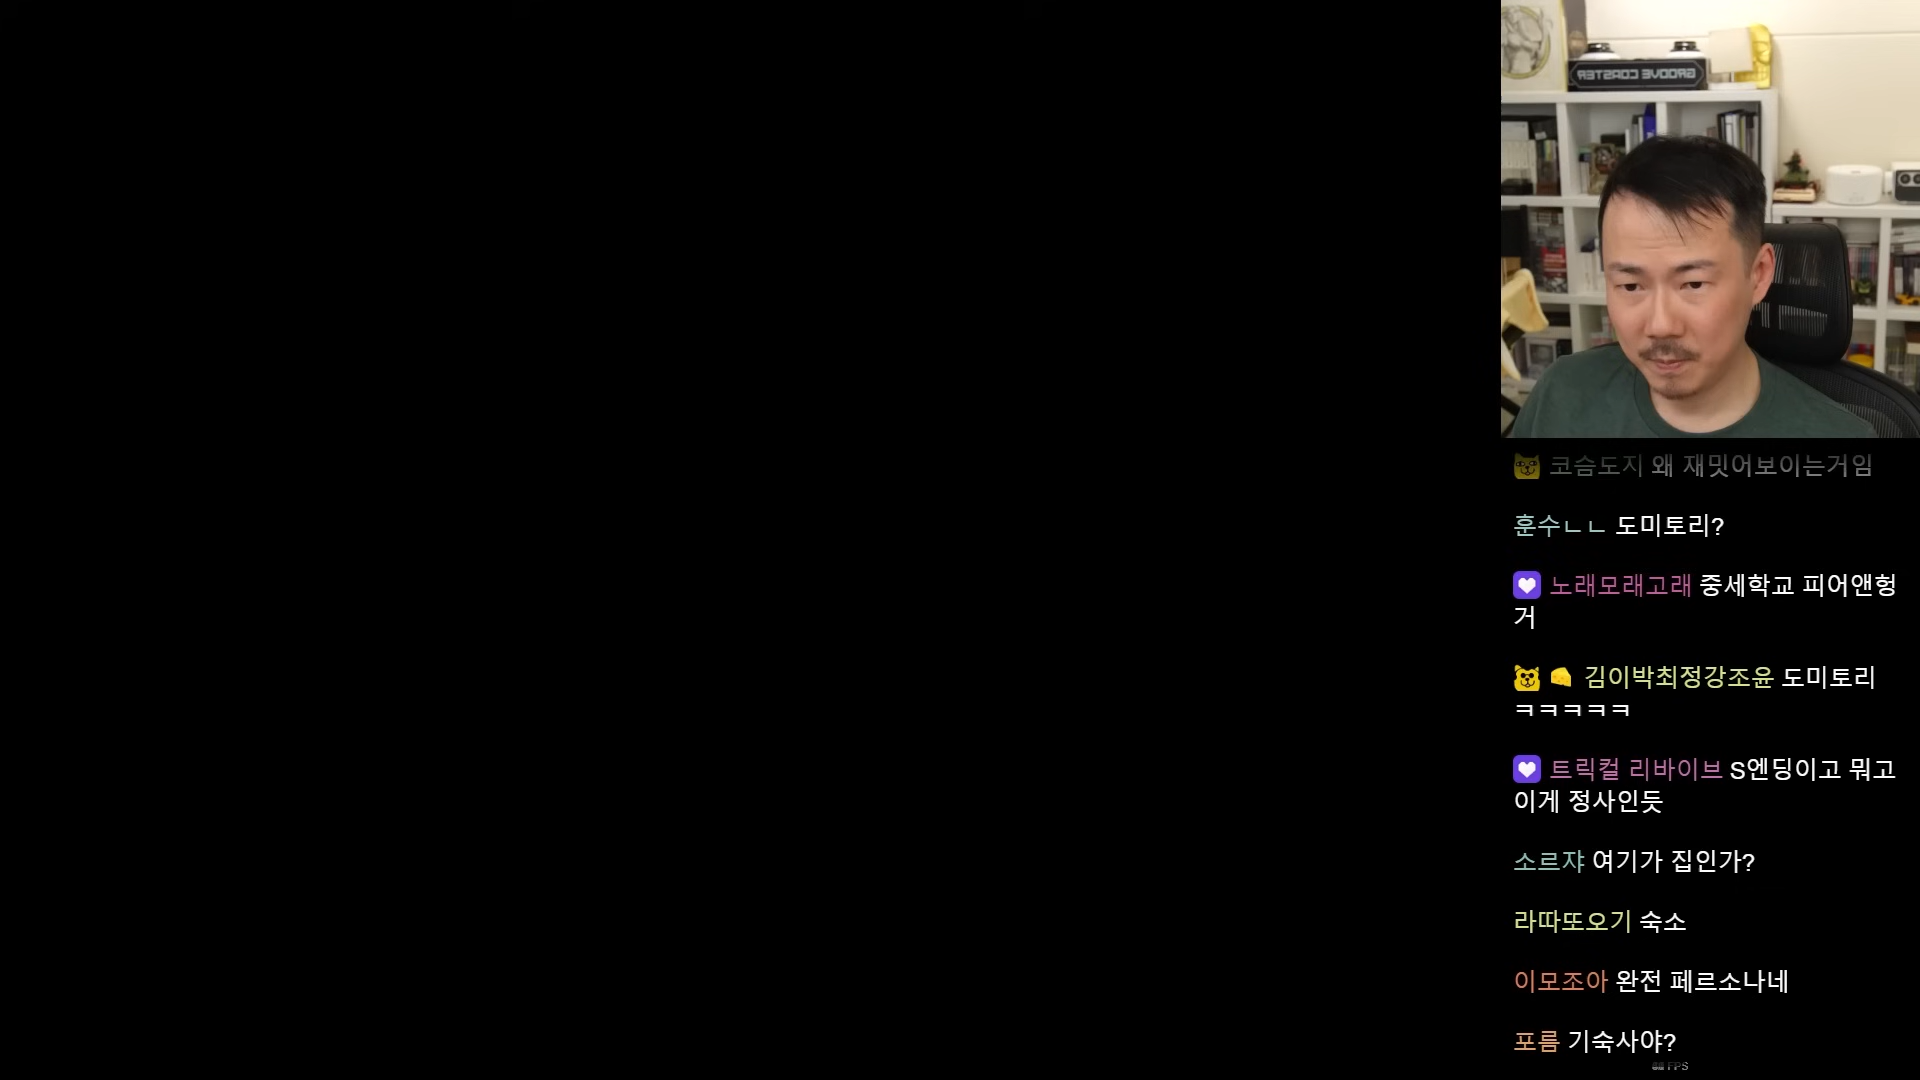 GROOVE COASTER
코슴도지 왜 재밋어보이는거임
훈수ㄴㄴ 도미토리?
노래모래고래 중세학교 피어앤헝
거
김이박최정강조윤 도미토리
ㅋㅋㅋㅋㅋ
트릭컬 리바이브 S엔딩이고 뭐고
이게 정사인듯
소르쟈 여기가 집인가?
라따또오기 숙소
이모조아 완전 페르소나네
포름 기숙사야?
FPS